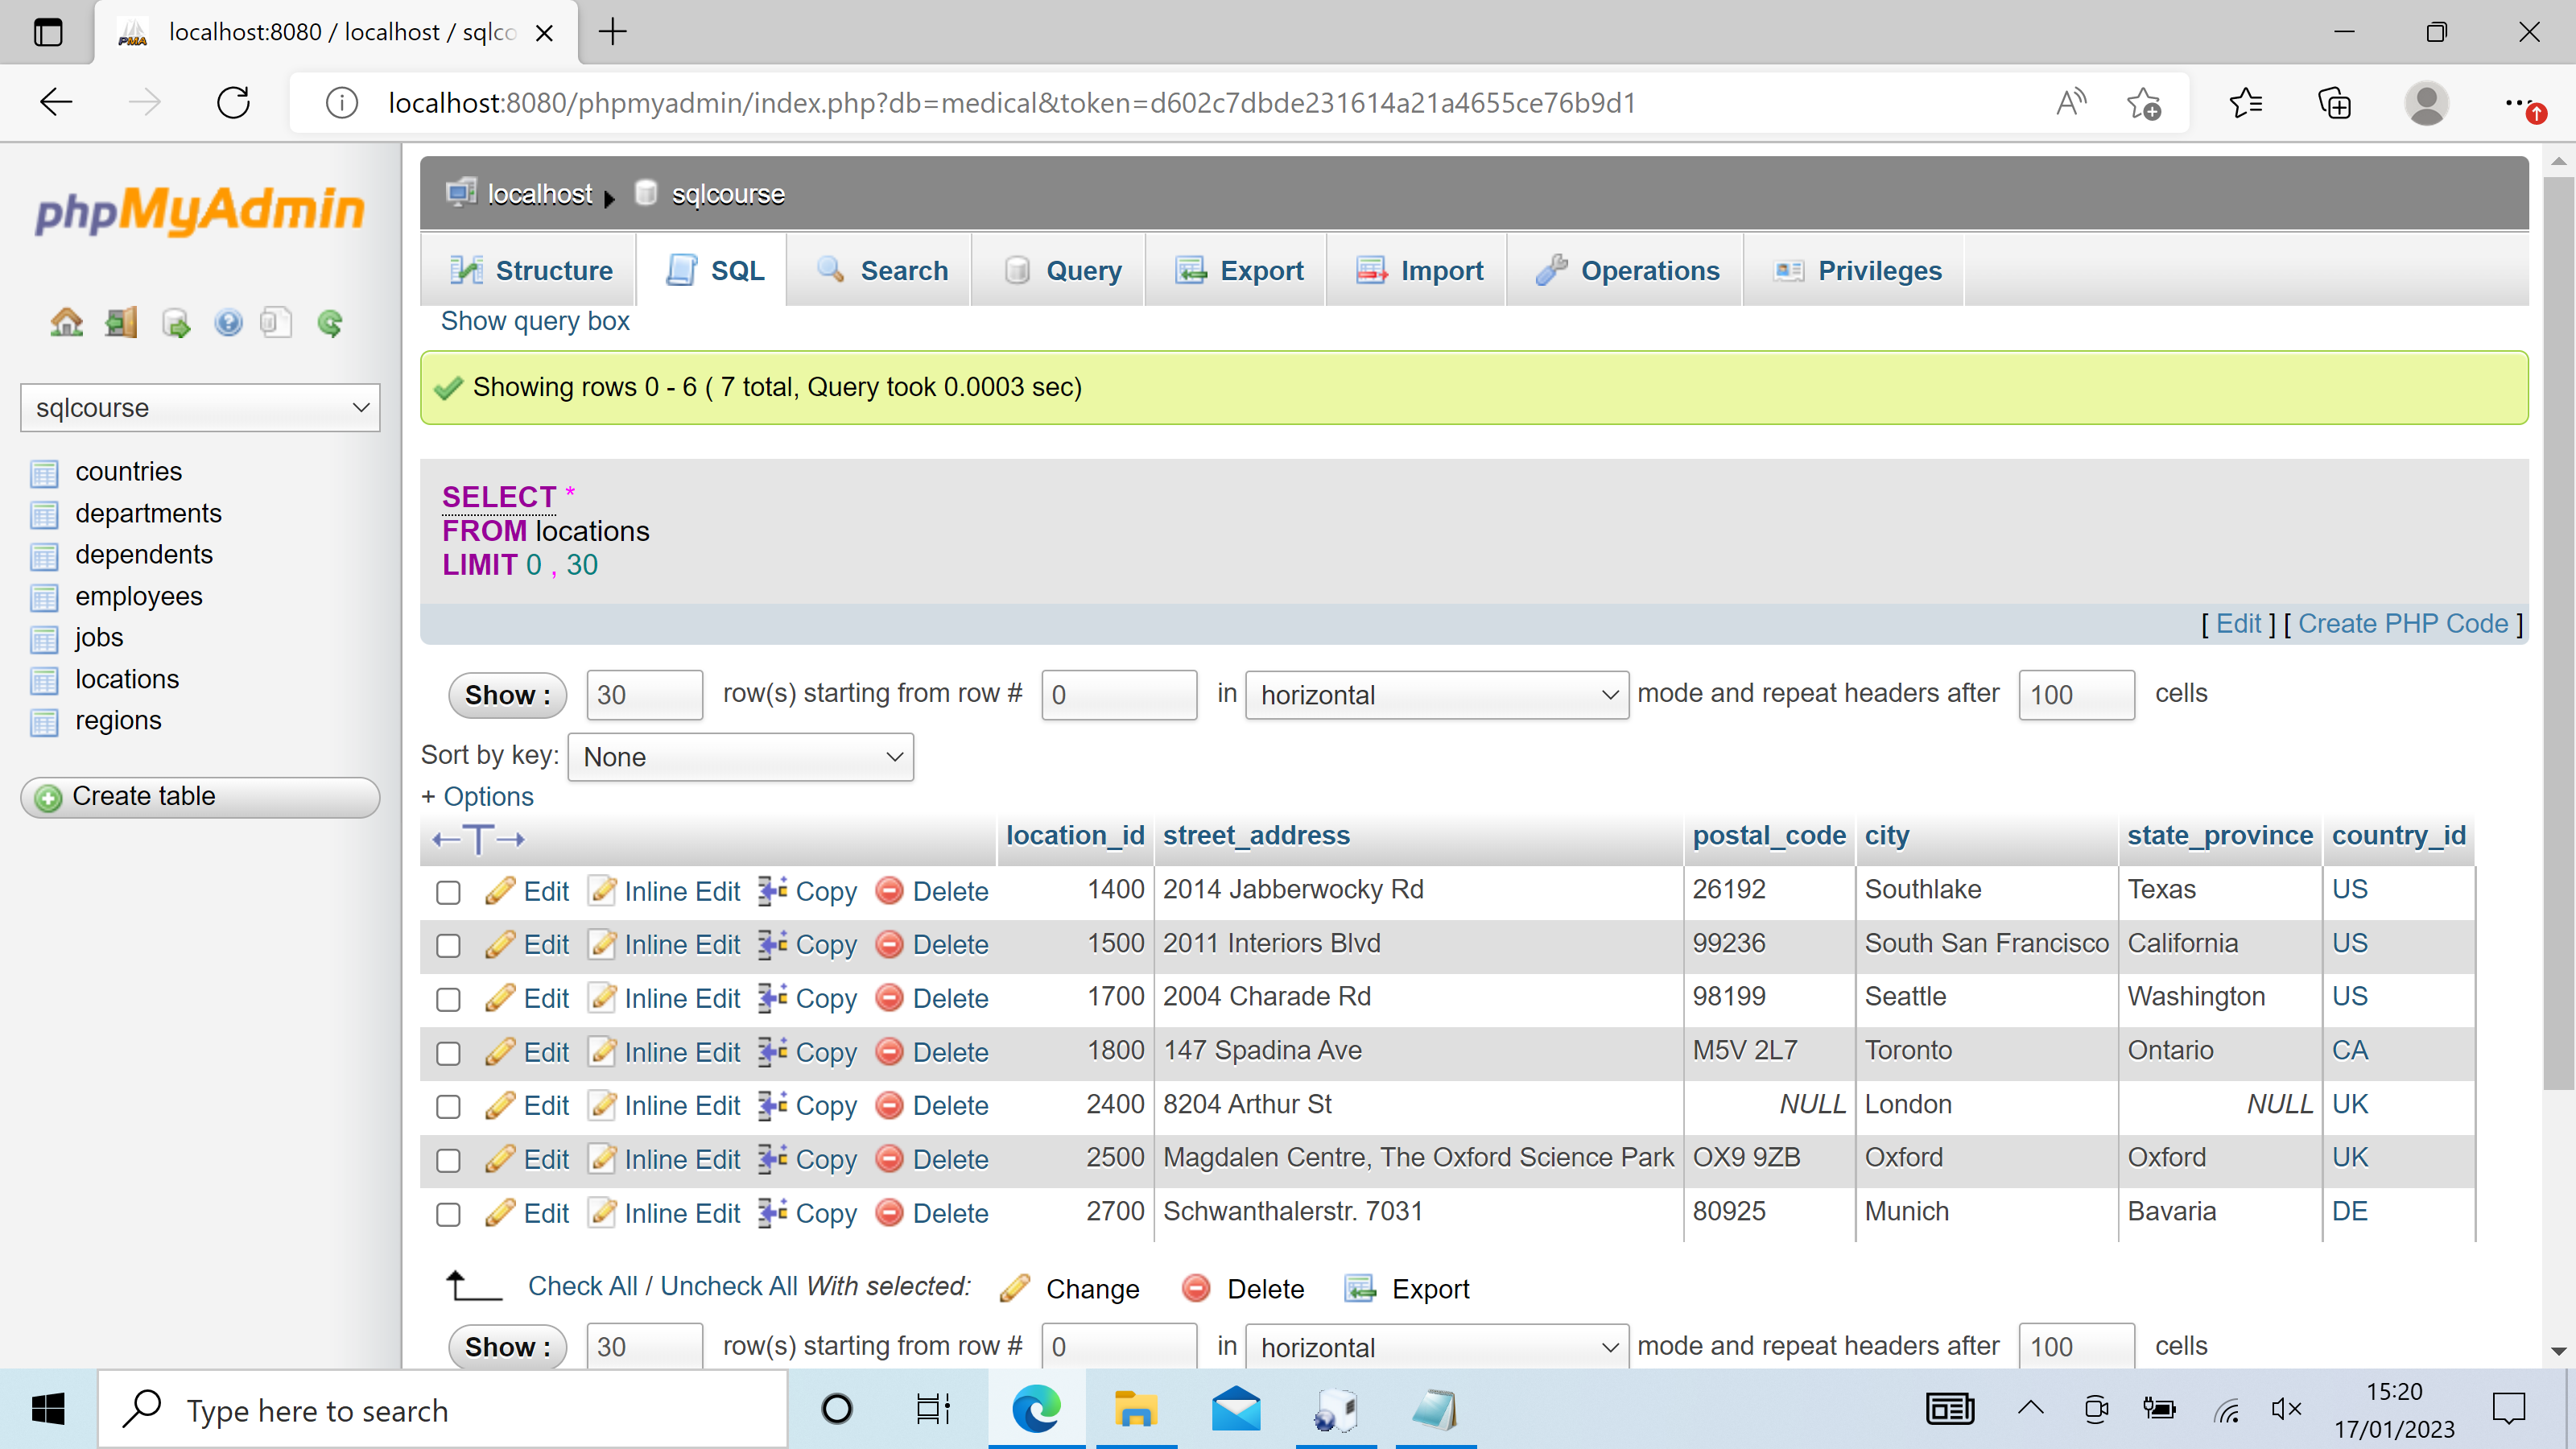 localhost:8080 / localhost / sqlco
localhost:8080/phpmyadmin/index.php?db=medical&token=d602c7dbde231614a21a4655ce76b9d1
phpMyAdmin
sqlcourse
countries
departments
dependents
employees
jobs
locations
regions
Create table
localhost sqlcourse
Structure SQL Search Query Export Import Operations Privileges
Show query box
Showing rows 0 - 6 ( 7 total, Query took 0.0003 sec)
SELECT *
FROM locations
LIMIT 0 , 30
[ Edit ] [ Create PHP Code ]
Show : 30 row(s) starting from row # 0 in horizontal mode and repeat headers after 100 cells
Sort by key: None
+ Options
←T→ location_id street_address postal_code city state_province country_id
Edit Inline Edit Copy Delete 1400 2014 Jabberwocky Rd 26192 Southlake Texas US
Edit Inline Edit Copy Delete 1500 2011 Interiors Blvd 99236 South San Francisco California US
Edit Inline Edit Copy Delete 1700 2004 Charade Rd 98199 Seattle Washington US
Edit Inline Edit Copy Delete 1800 147 Spadina Ave M5V 2L7 Toronto Ontario CA
Edit Inline Edit Copy Delete 2400 8204 Arthur St NULL London NULL UK
Edit Inline Edit Copy Delete 2500 Magdalen Centre, The Oxford Science Park OX9 9ZB Oxford Oxford UK
Edit Inline Edit Copy Delete 2700 Schwanthalerstr. 7031 80925 Munich Bavaria DE
Check All / Uncheck All With selected: Change Delete Export
Show : 30 row(s) starting from row # 0 in horizontal mode and repeat headers after 100 cells
Type here to search
15:20
17/01/2023